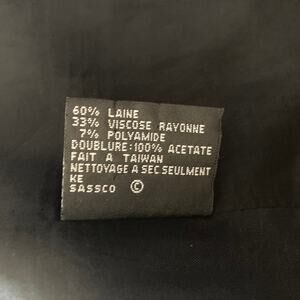 60% LAINE
33% VISCOSE RAYONNE
7% POLYAMIDE
DOUBLURE:100% ACETATE
FAIT A TAIWAN
NETTOYAGE A SEC SEULMENT
KE
SASSCO ©